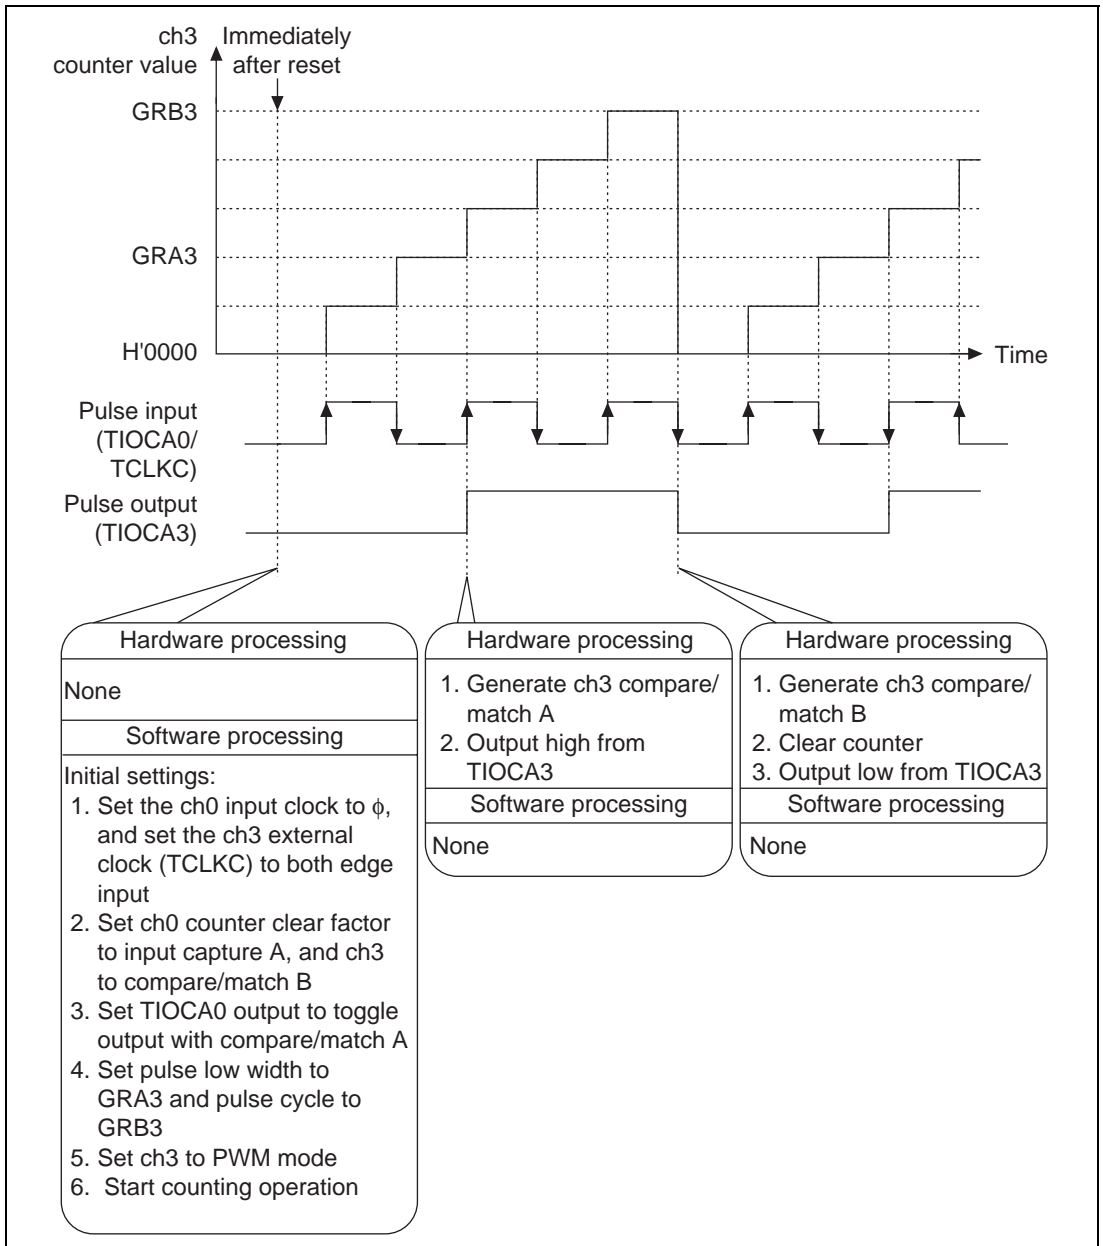 ch3
counter value
Immediately
after reset
GRB3
GRA3
H'0000
Time
Pulse input
(TIOCA0/
TCLKC)
Pulse output
(TIOCA3)
Hardware processing
None
Software processing
Initial settings:
1. Set the ch0 input clock to φ,
and set the ch3 external
clock (TCLKC) to both edge
input
2. Set ch0 counter clear factor
to input capture A, and ch3
to compare/match B
3. Set TIOCA0 output to toggle
output with compare/match A
4. Set pulse low width to
GRA3 and pulse cycle to
GRB3
5. Set ch3 to PWM mode
6. Start counting operation
Hardware processing
1. Generate ch3 compare/
match A
2. Output high from
TIOCA3
Software processing
None
Hardware processing
1. Generate ch3 compare/
match B
2. Clear counter
3. Output low from TIOCA3
Software processing
None